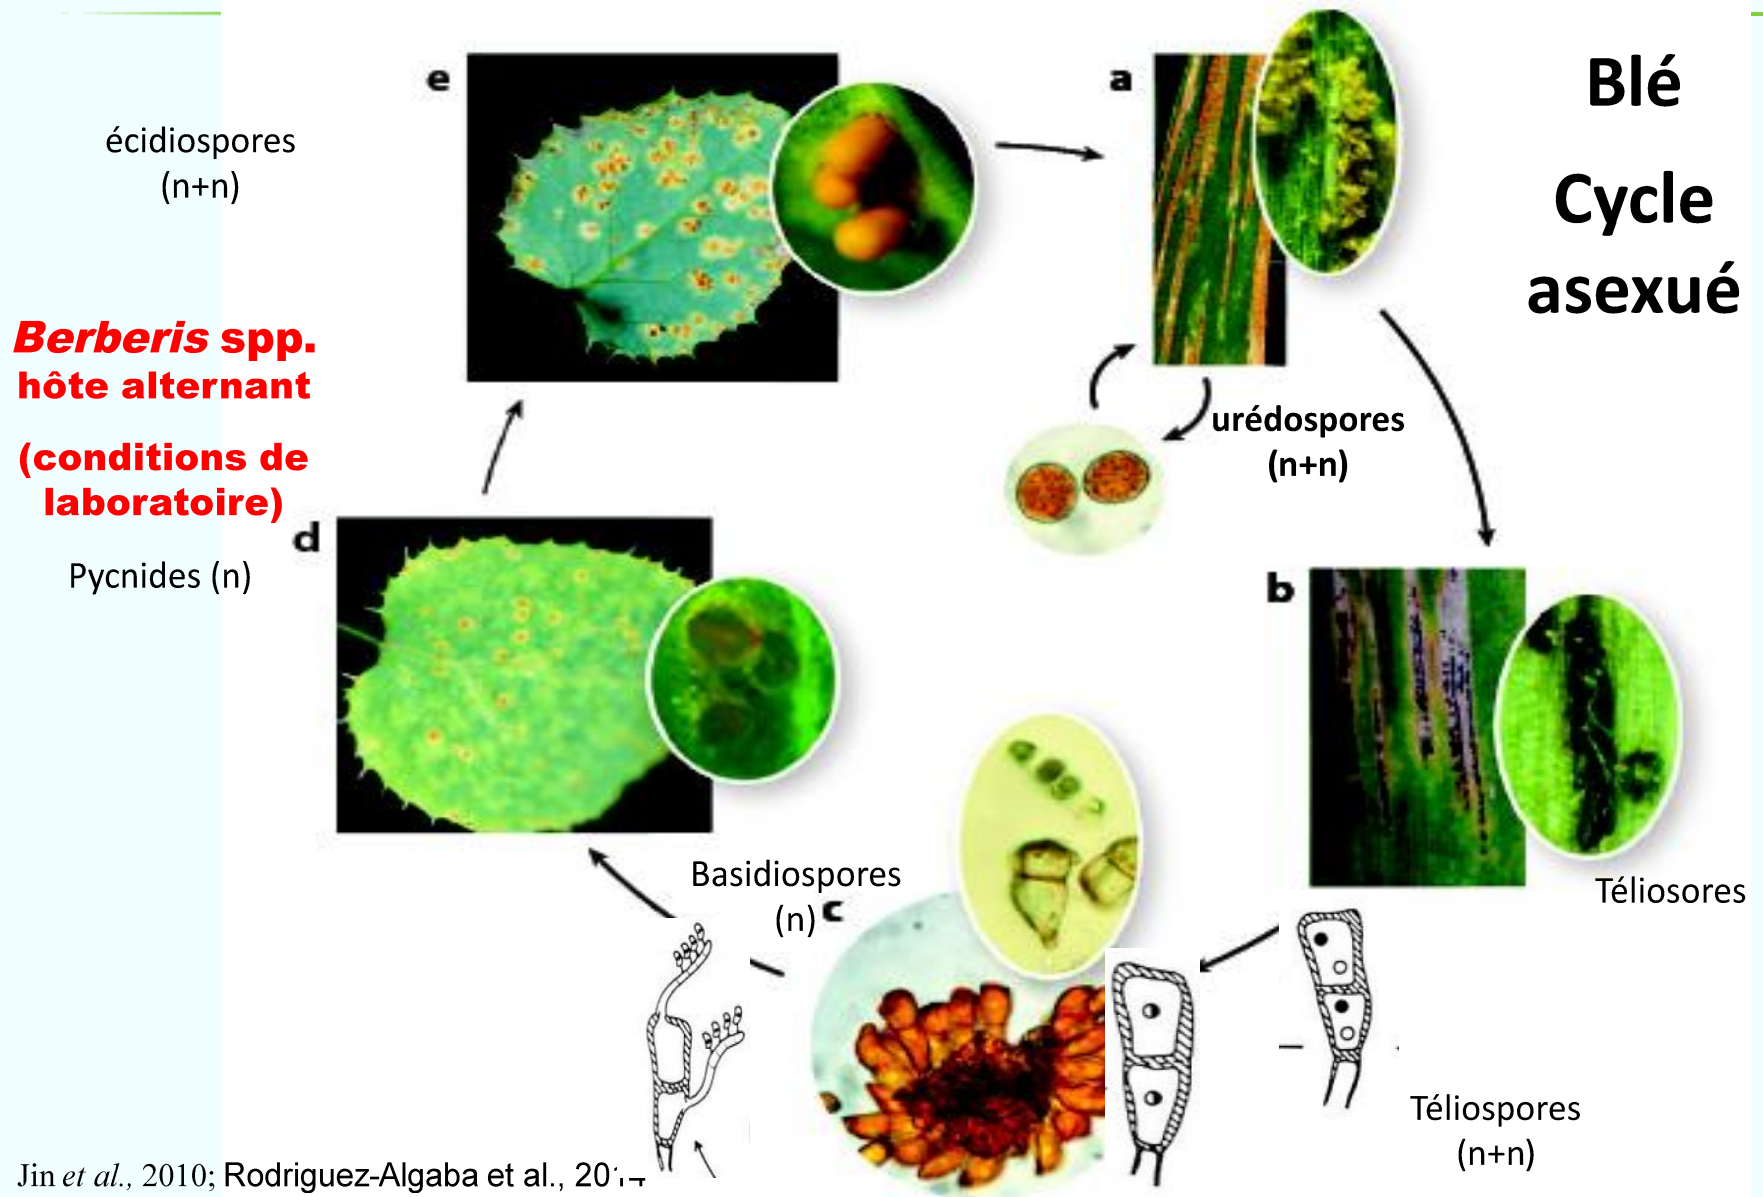 e
a
Blé
Cycle
asexué
écidiospores
(n+n)
Berberis spp.
hôte alternant
(conditions de
laboratoire)
urédospores
(n+n)
d
Pycnides (n)
b
Téliosores
Basidiospores
(n)
c
Téliospores
(n+n)
Jin et al., 2010; Rodriguez-Algaba et al., 2014